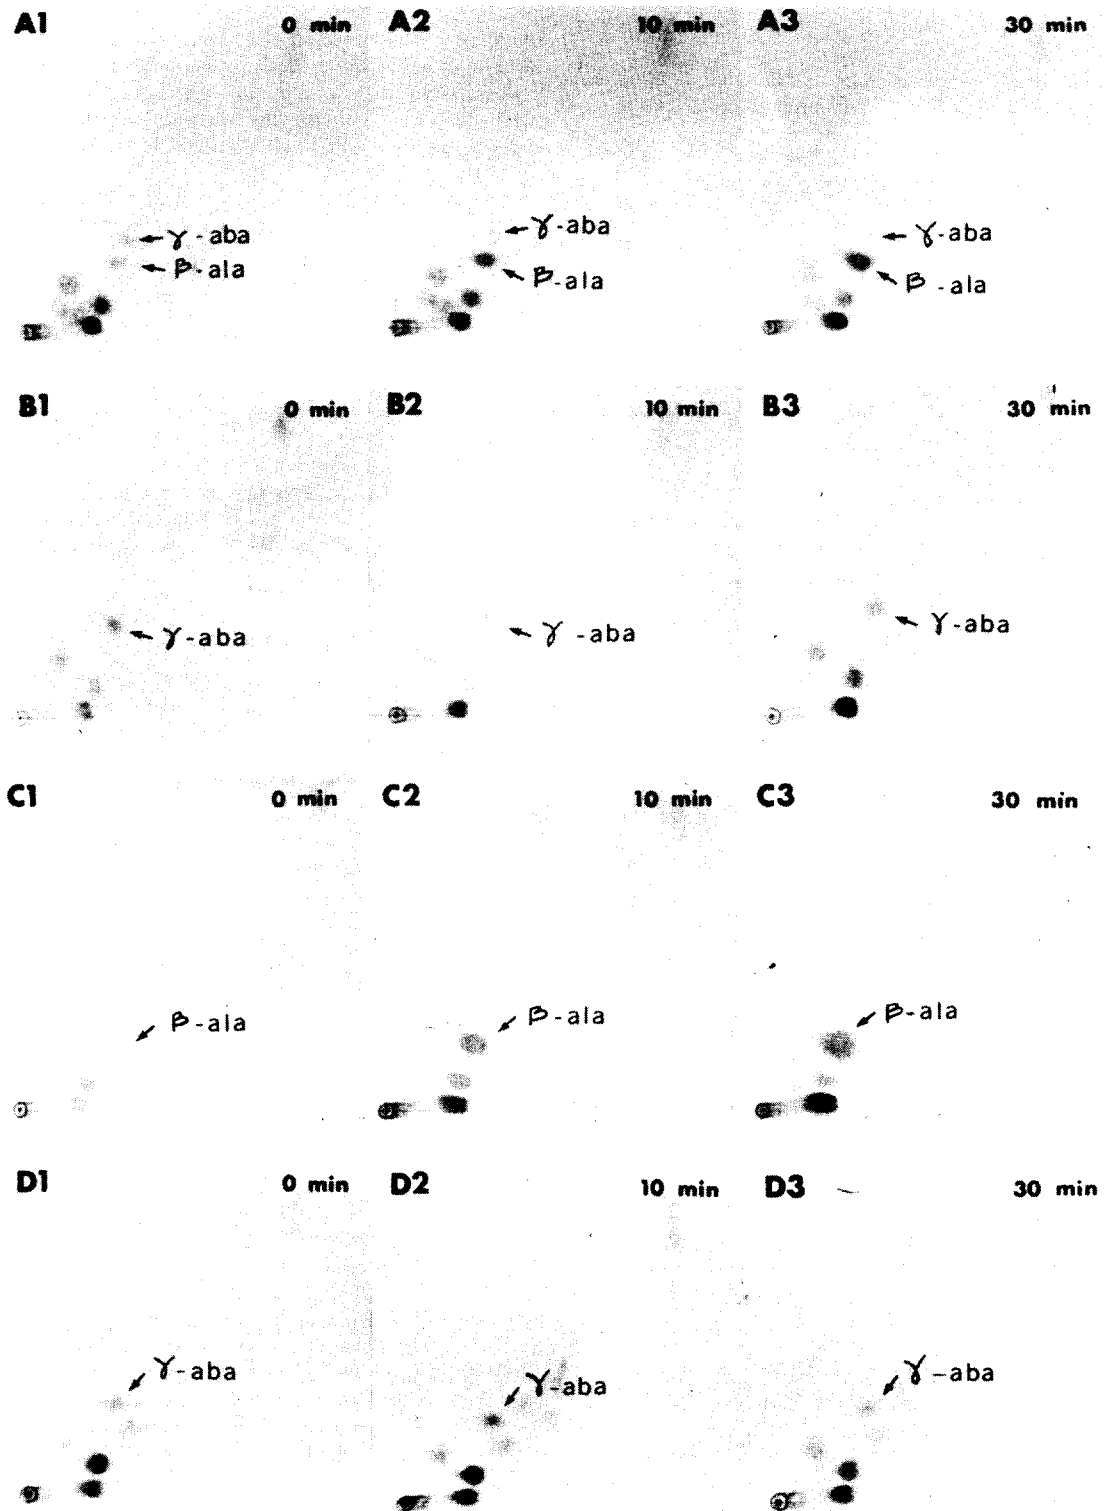 A1 0 min A2 10 min A3 30 min
γ-aba γ-aba γ-aba
β-ala β-ala β-ala
B1 0 min B2 10 min B3 30 min
γ-aba γ-aba γ-aba
C1 0 min C2 10 min C3 30 min
β-ala β-ala β-ala
D1 0 min D2 10 min D3 30 min
γ-aba γ-aba γ-aba